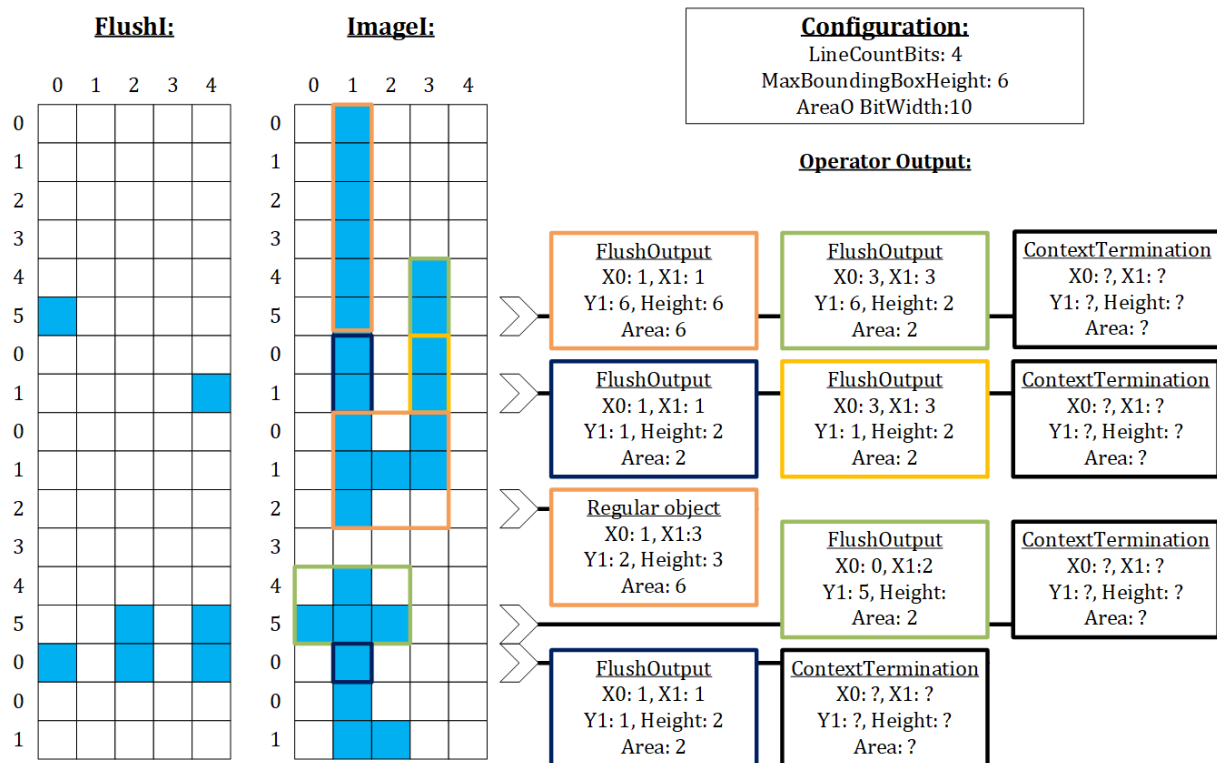 FlushI:
ImageI:
Configuration:
LineCountBits: 4
MaxBoundingBoxHeight: 6
AreaO BitWidth:10
0 1 2 3 4
0 1 2 3 4
0 0
1 1
2 2
3 3
4 4
5 5
0 0
1 1
0 0
1 1
2 2
3 3
4 4
5 5
0 0
0 0
1 1
Operator Output:
FlushOutput
X0: 1, X1: 1
Y1: 6, Height: 6
Area: 6
FlushOutput
X0: 3, X1: 3
Y1: 6, Height: 2
Area: 2
ContextTermination
X0: ?, X1: ?
Y1: ?, Height: ?
Area: ?
FlushOutput
X0: 1, X1: 1
Y1: 1, Height: 2
Area: 2
FlushOutput
X0: 3, X1: 3
Y1: 1, Height: 2
Area: 2
ContextTermination
X0: ?, X1: ?
Y1: ?, Height: ?
Area: ?
Regular object
X0: 1, X1:3
Y1: 2, Height: 3
Area: 6
FlushOutput
X0: 0, X1:2
Y1: 5, Height:
Area: 2
ContextTermination
X0: ?, X1: ?
Y1: ?, Height: ?
Area: ?
FlushOutput
X0: 1, X1: 1
Y1: 1, Height: 2
Area: 2
ContextTermination
X0: ?, X1: ?
Y1: ?, Height: ?
Area: ?